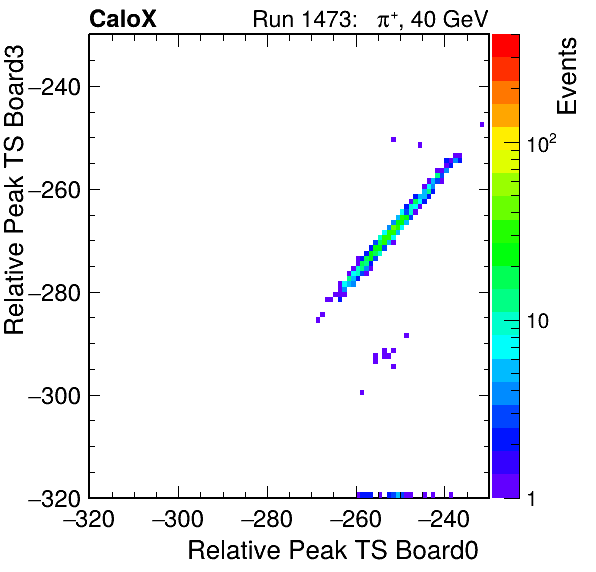 CaloX Run 1473: π⁺, 40 GeV
Relative Peak TS Board3
−240
−260
−280
−300
−320
−320 −300 −280 −260 −240
Relative Peak TS Board0
Events
10²
10
1